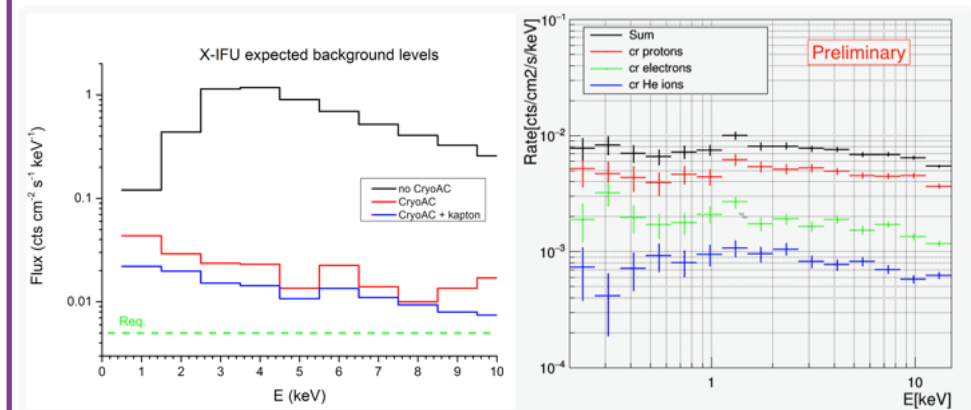 X-IFU expected background levels
Flux (cts cm⁻² s⁻¹ keV⁻¹)
1
0.1
0.01
no CryoAC
CryoAC
CryoAC + kapton
Req.
0 1 2 3 4 5 6 7 8 9 10
E (keV)
Rate[cts/cm2/s/keV]
10⁻¹
10⁻²
10⁻³
10⁻⁴
Sum
cr protons
cr electrons
cr He ions
Preliminary
1 10
E[keV]